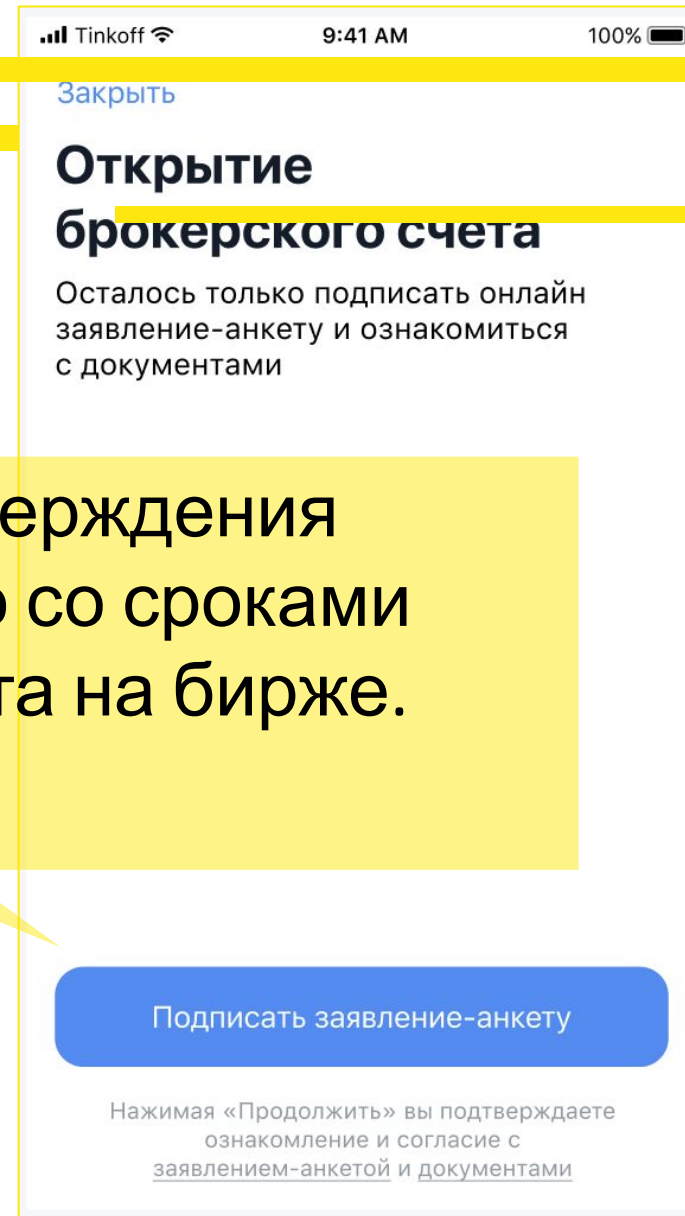 Tinkoff 9:41 AM 100%
Закрыть
Открытие
брокерского счета
Осталось только подписать онлайн
заявление-анкету и ознакомиться
с документами
ерждения
со сроками
та на бирже.
Подписать заявление-анкету
Нажимая «Продолжить» вы подтверждаете
ознакомление и согласие с
заявлением-анкетой и документами